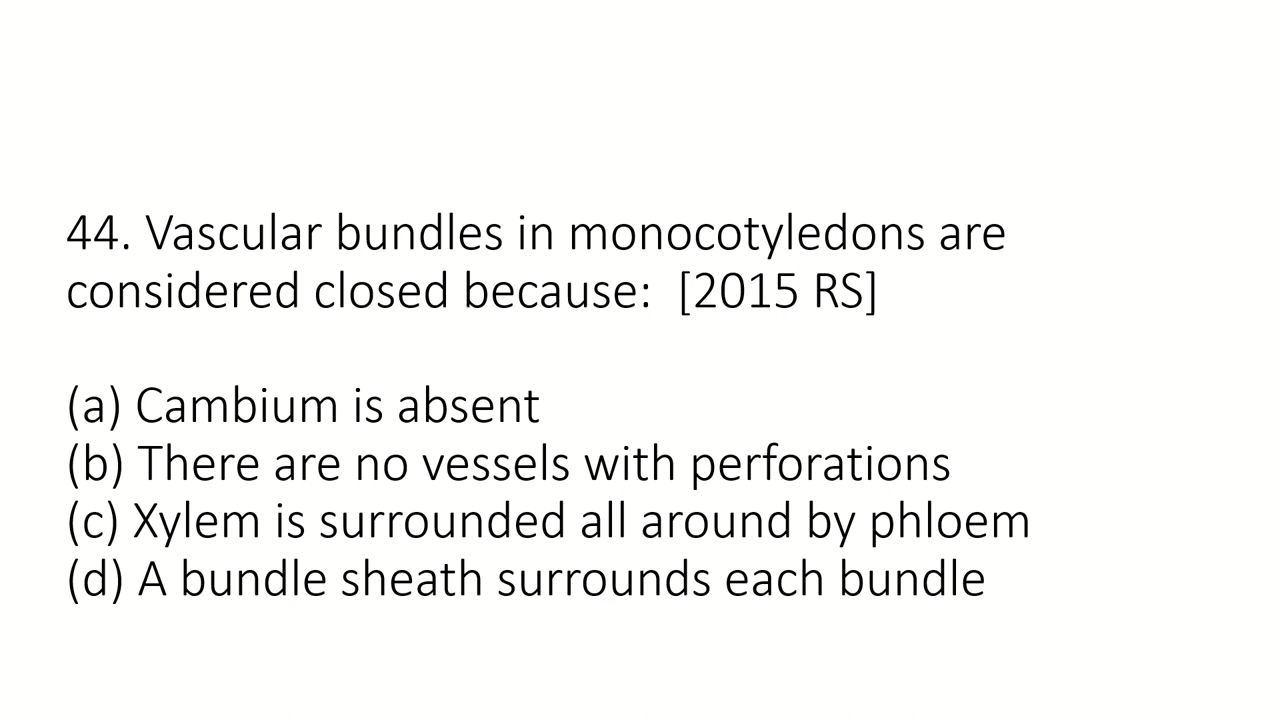 44. Vascular bundles in monocotyledons are
considered closed because:  [2015 RS]
(a) Cambium is absent
(b) There are no vessels with perforations
(c) Xylem is surrounded all around by phloem
(d) A bundle sheath surrounds each bundle